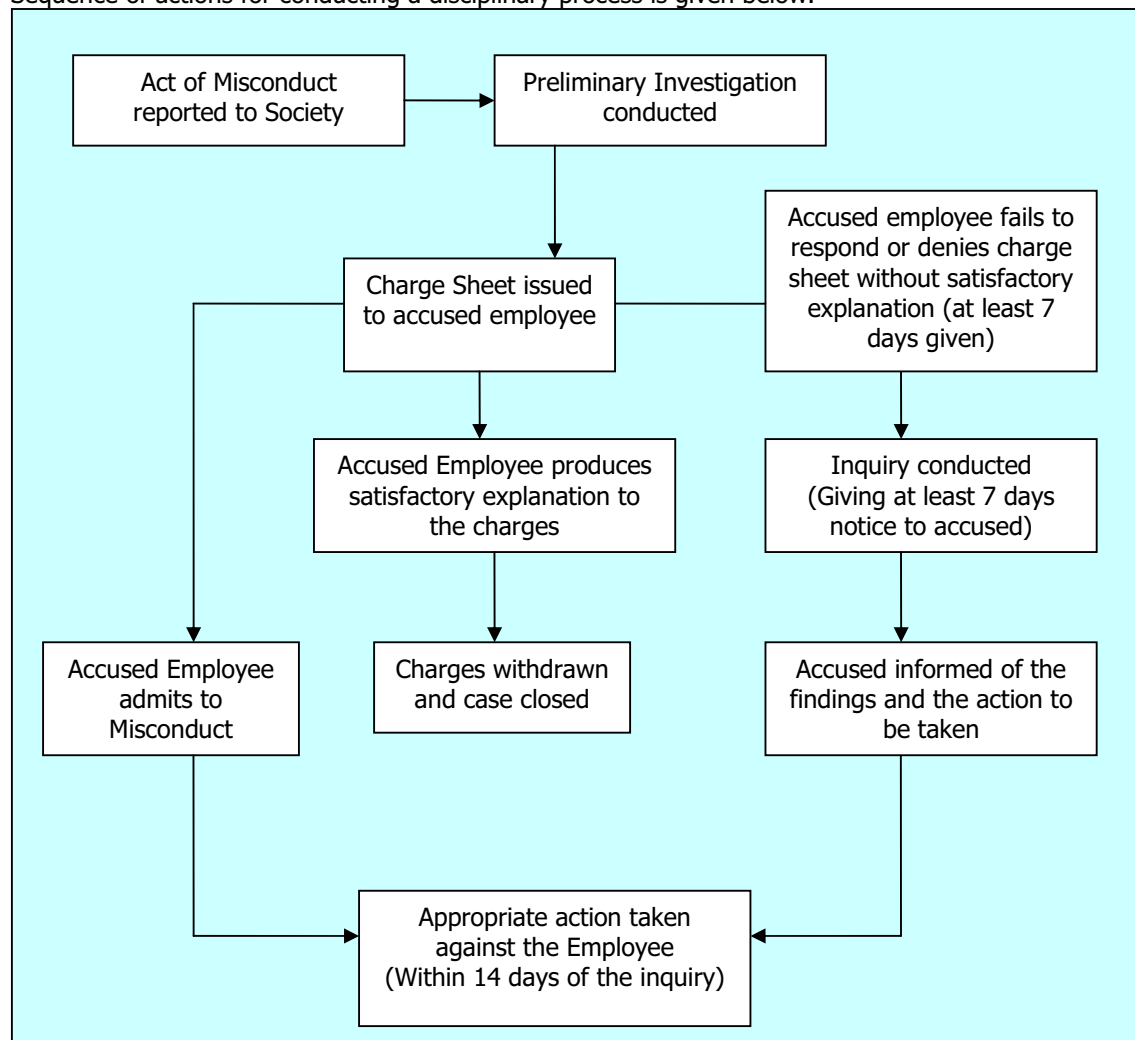 Sequence of actions for conducting a disciplinary process is given below.
Act of Misconduct
reported to Society
Preliminary Investigation
conducted
Charge Sheet issued
to accused employee
Accused employee fails to
respond or denies charge
sheet without satisfactory
explanation (at least 7
days given)
Accused Employee produces
satisfactory explanation to
the charges
Inquiry conducted
(Giving at least 7 days
notice to accused)
Accused Employee
admits to
Misconduct
Charges withdrawn
and case closed
Accused informed of the
findings and the action to
be taken
Appropriate action taken
against the Employee
(Within 14 days of the inquiry)